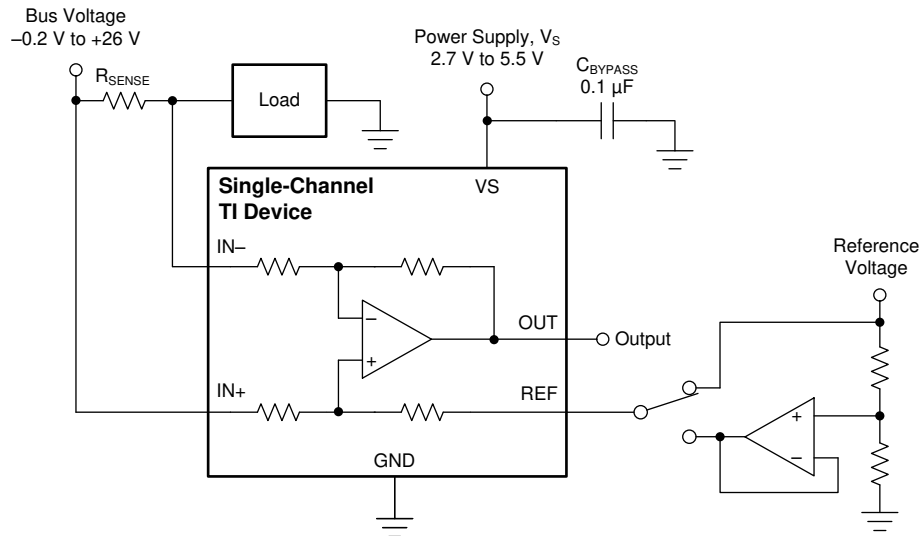 Bus Voltage
–0.2 V to +26 V
RSENSE
Load
Power Supply, VS
2.7 V to 5.5 V
CBYPASS
0.1 µF
Single-Channel
TI Device
VS
IN–
–
+
OUT
Output
IN+
REF
GND
Reference
Voltage
+
–